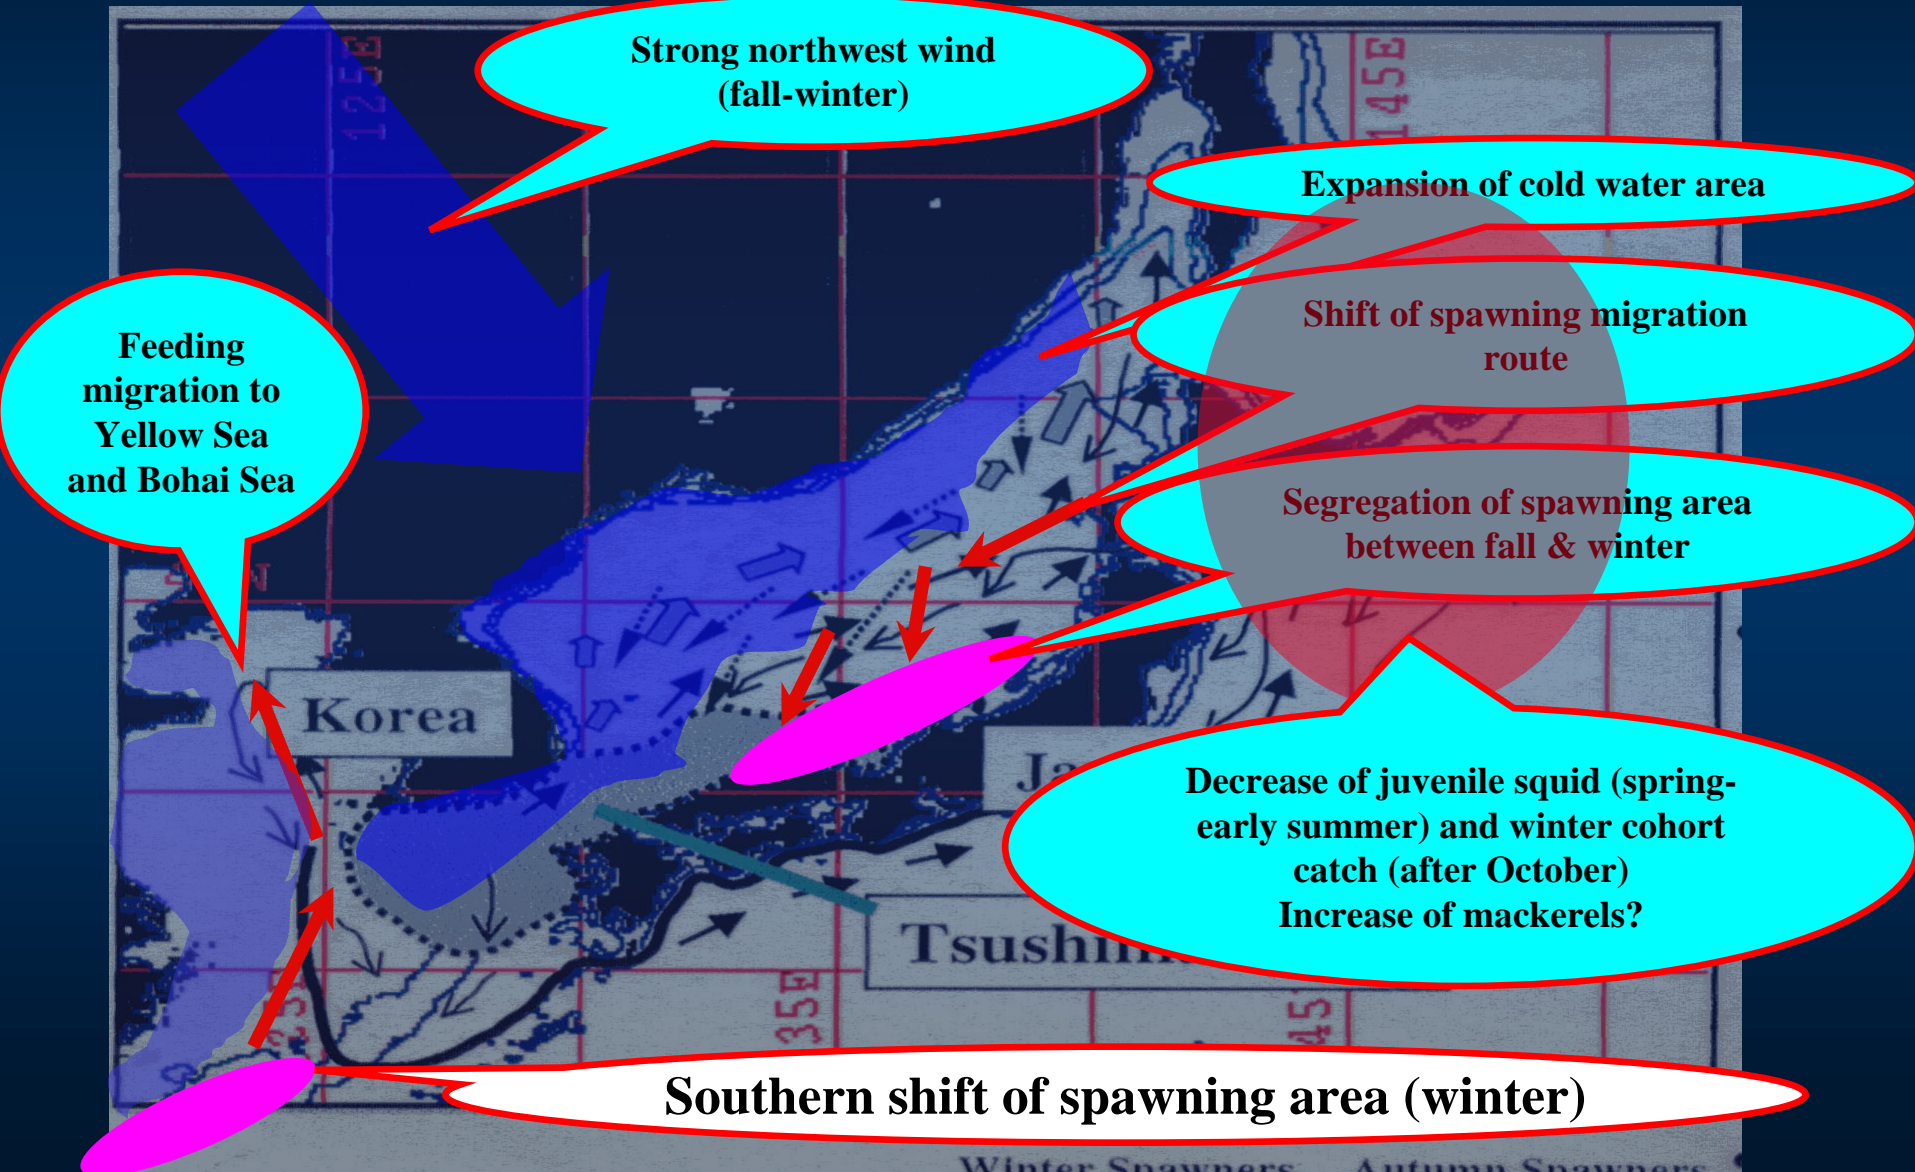 Strong northwest wind
(fall-winter)
125E
145E
Expansion of cold water area
Shift of spawning migration
route
Feeding
migration to
Yellow Sea
and Bohai Sea
Segregation of spawning area
between fall & winter
N
Korea
Decrease of juvenile squid (spring-
early summer) and winter cohort
catch (after October)
Increase of mackerels?
35E
Southern shift of spawning area (winter)
Winter Spawners
Autumn Spawners